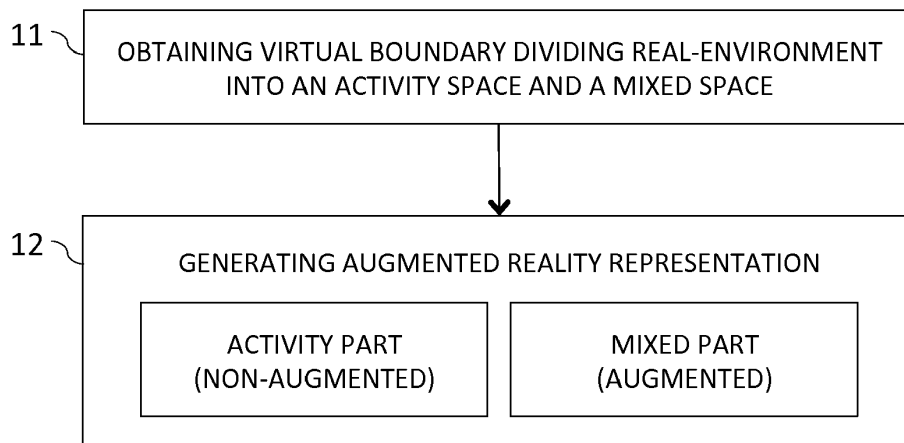 11
OBTAINING VIRTUAL BOUNDARY DIVIDING REAL-ENVIRONMENT
INTO AN ACTIVITY SPACE AND A MIXED SPACE
12
GENERATING AUGMENTED REALITY REPRESENTATION
ACTIVITY PART
(NON-AUGMENTED)
MIXED PART
(AUGMENTED)